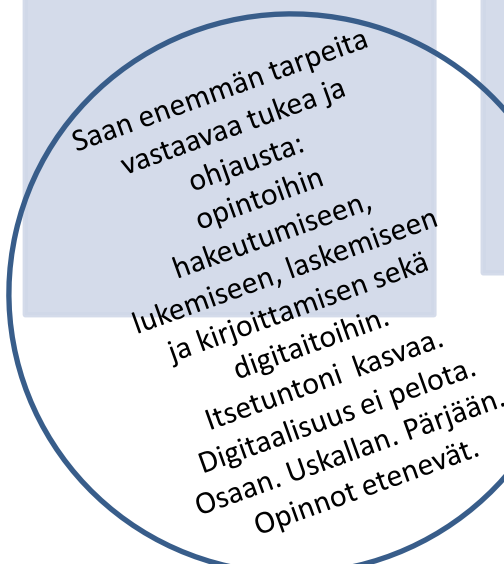 Saan enemmän tarpeita
vastaavaa tukea ja
ohjausta:
opintoihin
hakeutumiseen,
lukemiseen, laskemiseen
ja kirjoittamisen sekä
digitaitoihin.
Itsetuntoni kasvaa.
Digitaalisuus ei pelota.
Osaan. Uskallan. Pärjään.
Opinnot etenevät.